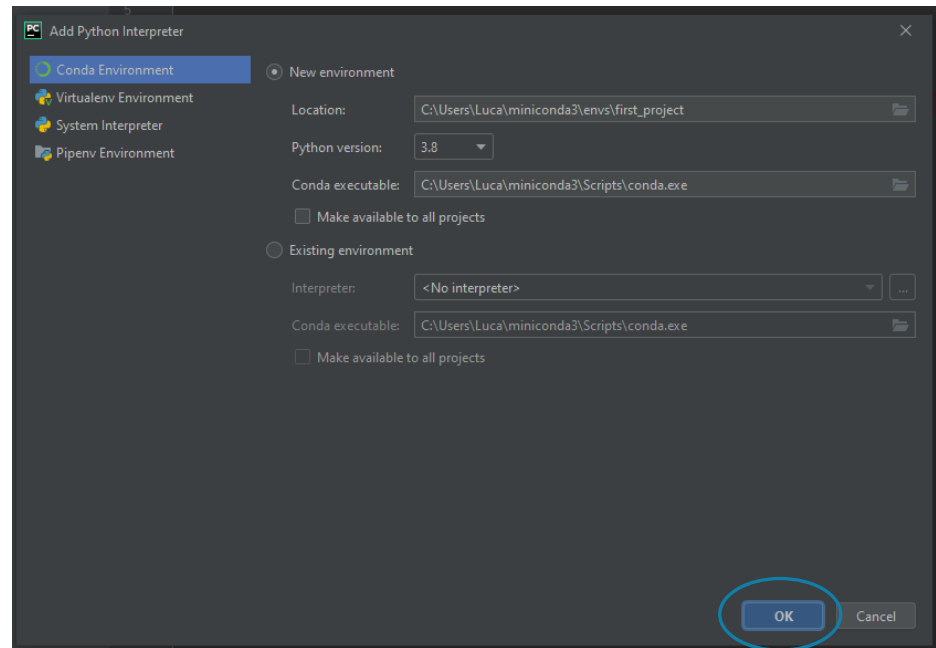 5
PC Add Python Interpreter
Conda Environment
Virtualenv Environment
System Interpreter
Pipenv Environment
New environment
Location: C:\Users\Luca\miniconda3\envs\first_project
Python version: 3.8
Conda executable: C:\Users\Luca\miniconda3\Scripts\conda.exe
Make available to all projects
Existing environment
Interpreter: <No interpreter> ...
Conda executable: C:\Users\Luca\miniconda3\Scripts\conda.exe
Make available to all projects
OK Cancel